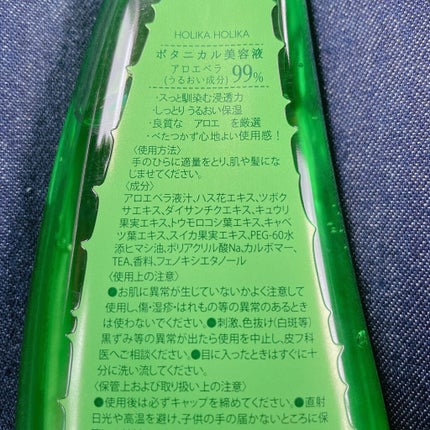 HOLIKA HOLIKA
ボタニカル美容液
アロエベラ
(うるおい成分) 99%
・スっと馴染む浸透力
・しっとりうるおい保湿
・良質な アロエ を厳選
・べたつかず心地よい使用感!
〈使用方法〉
手のひらに適量をとり、肌や髪にな
じませてください。
〈成分〉
アロエベラ液汁、ハス花エキス、ツボク
サエキス、ダイサンチクエキス、キュウリ
果実エキス、トウモロコシ葉エキス、キャベ
ツ葉エキス、スイカ果実エキス、PEG-60水
添ヒマシ油、ポリアクリル酸Na、カルボマー、
TEA、香料、フェノキシエタノール
〈使用上の注意〉
●お肌に異常が生じていないかよく注意して
使用し、傷・湿疹・はれもの等の異常のあるとき
は使わないでください。●刺激、色抜け(白斑等)
黒ずみ等の異常が出たら使用を中止し、皮フ科
医へご相談ください。●目に入ったときはすぐに十
分に洗い流してください。
〈保管上および取り扱い上の注意〉
●使用後は必ずキャップを締めてください。●直射
日光や高温を避け、子供の手の届かないところに保